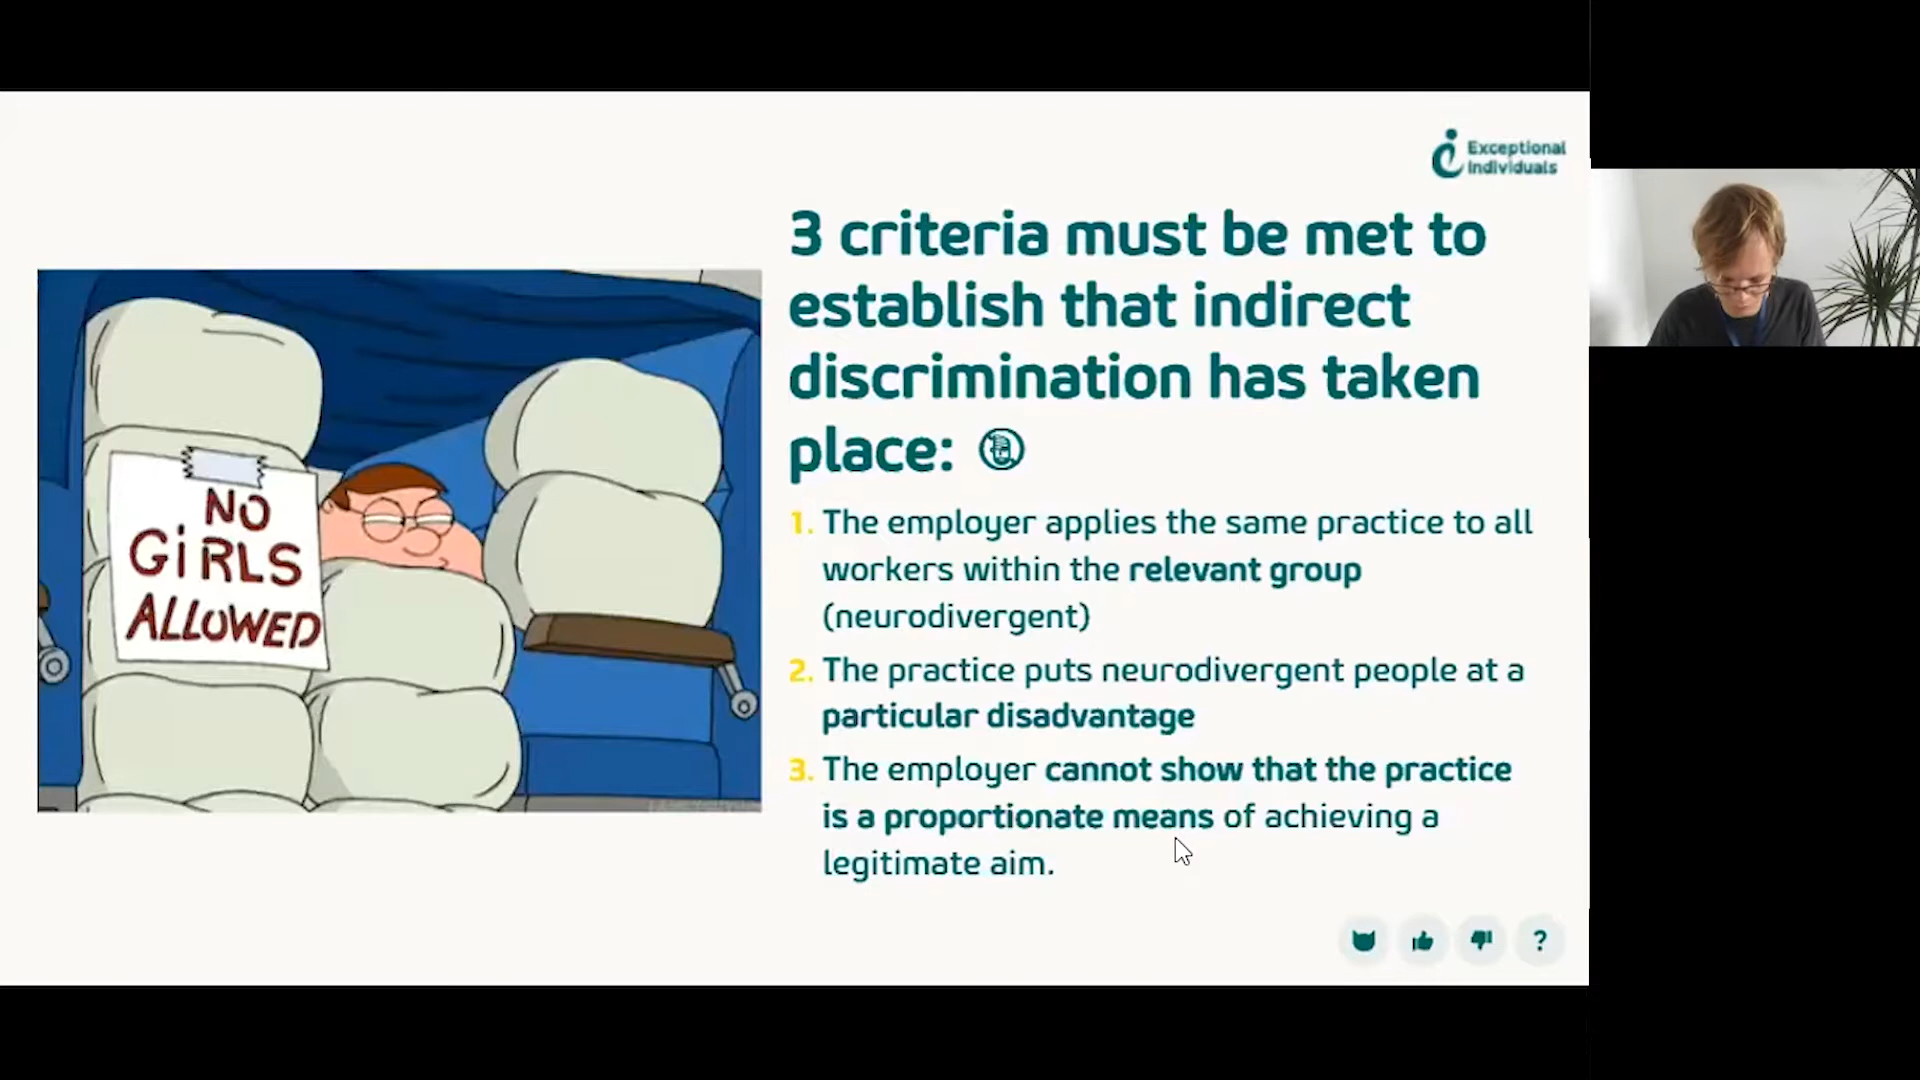 Exceptional
Individuals
3 criteria must be met to
establish that indirect
discrimination has taken
place:
NO
GiRLS
ALLOWED
1. The employer applies the same practice to all
workers within the relevant group
(neurodivergent)
2. The practice puts neurodivergent people at a
particular disadvantage
3. The employer cannot show that the practice
is a proportionate means of achieving a
legitimate aim.
?